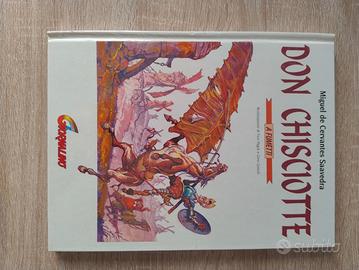 Miguel de Cervantes Saavedra
DON CHISCIOTTE
A FUMETTI
GIORNALINO
subito